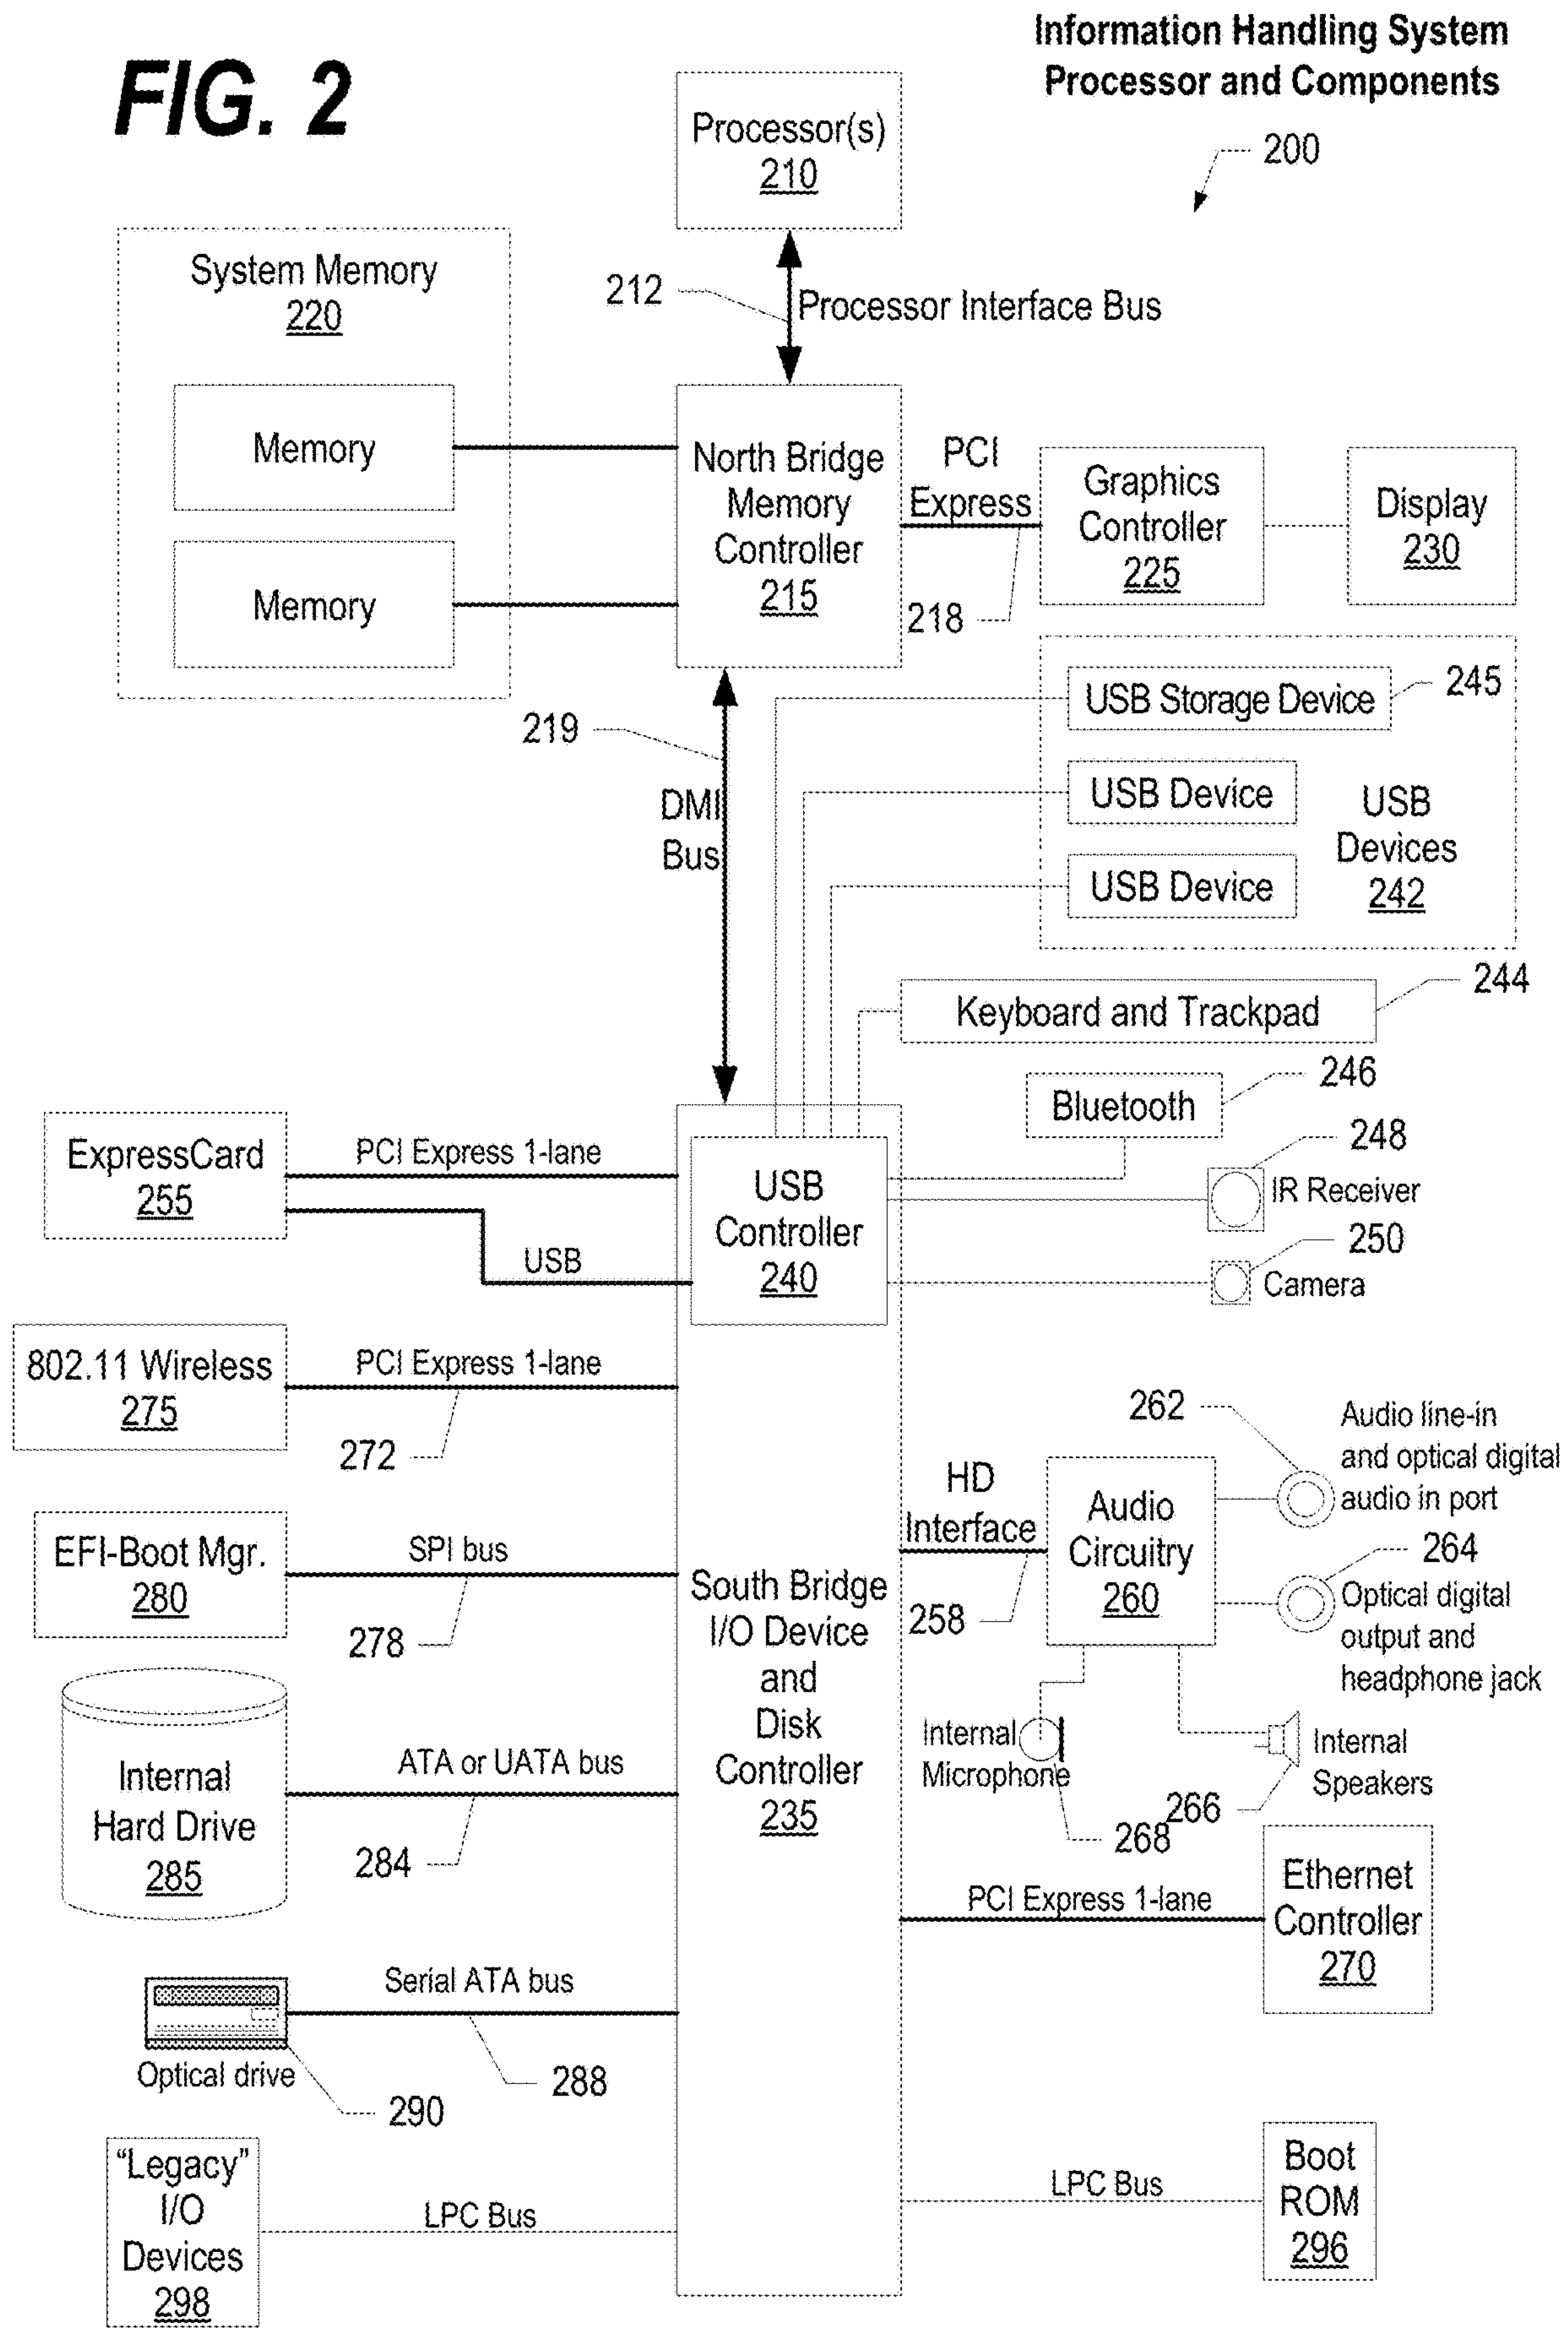 FIG. 2
Information Handling System
Processor and Components
200
Processor(s)
210
212
Processor Interface Bus
System Memory
220
Memory
Memory
North Bridge
Memory
Controller
215
PCI
Express
218
Graphics
Controller
225
Display
230
219
DMI
Bus
USB Storage Device
245
USB Device
USB Device
USB
Devices
242
Keyboard and Trackpad
244
Bluetooth
246
248
IR Receiver
250
Camera
ExpressCard
255
PCI Express 1-lane
USB
USB
Controller
240
802.11 Wireless
275
PCI Express 1-lane
272
EFI-Boot Mgr.
280
SPI bus
278
South Bridge
I/O Device
and
Disk
Controller
235
HD
Interface
258
Audio
Circuitry
260
262
Audio line-in
and optical digital
audio in port
264
Optical digital
output and
headphone jack
Internal
Microphone
268
266
Internal
Speakers
Internal
Hard Drive
285
ATA or UATA bus
284
PCI Express 1-lane
Ethernet
Controller
270
Serial ATA bus
288
Optical drive
290
"Legacy"
I/O
Devices
298
LPC Bus
LPC Bus
Boot
ROM
296